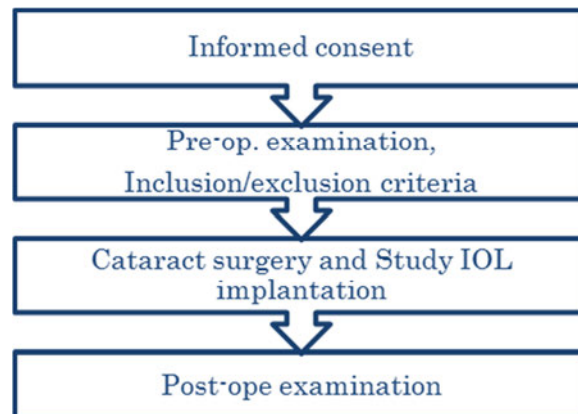 Informed consent
Pre-op. examination,
Inclusion/exclusion criteria
Cataract surgery and Study IOL
implantation
Post-ope examination